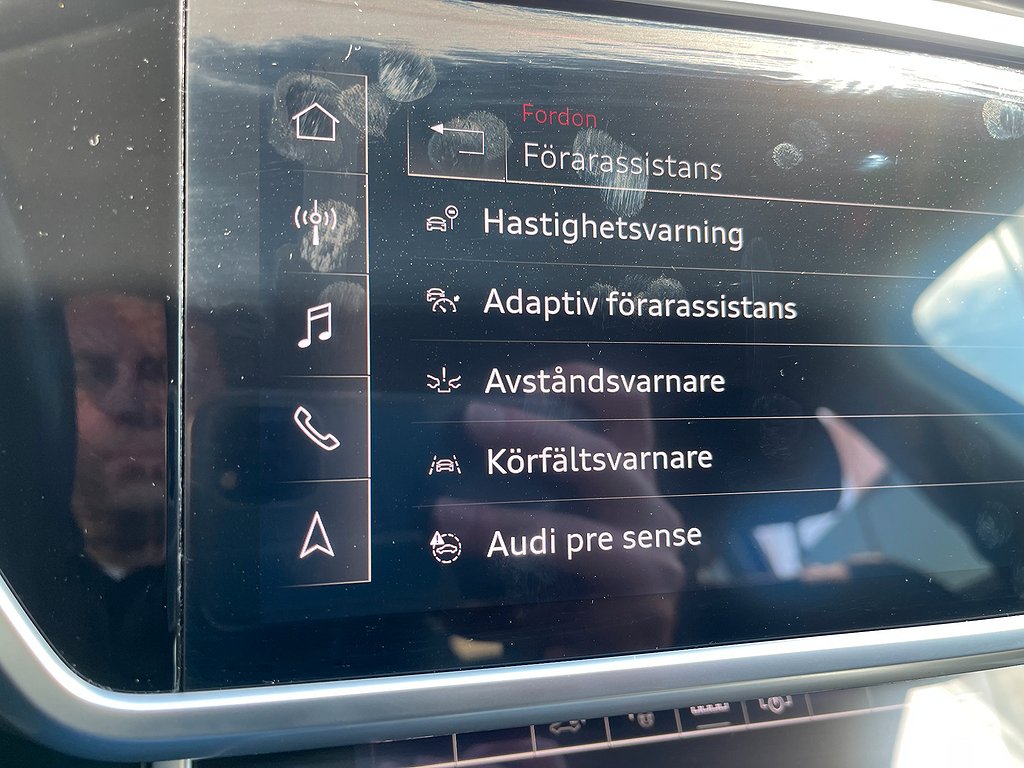 Fordon
Förarassistans
Hastighetsvarning
Adaptiv förarassistans
Avståndsvarnare
Körfältsvarnare
Audi pre sense